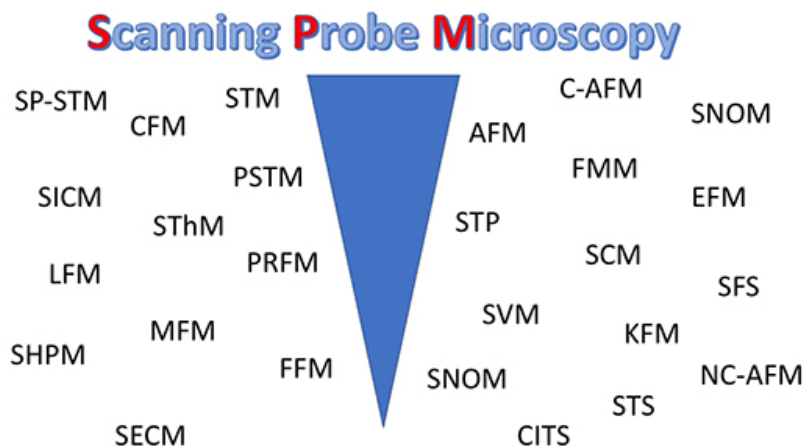 Scanning Probe Microscopy
SP-STM
CFM
STM
C-AFM
SNOM
AFM
PSTM
FMM
SICM
EFM
SThM
STP
PRFM
SCM
LFM
SFS
MFM
SVM
KFM
SHPM
FFM
SNOM
NC-AFM
STS
SECM
CITS